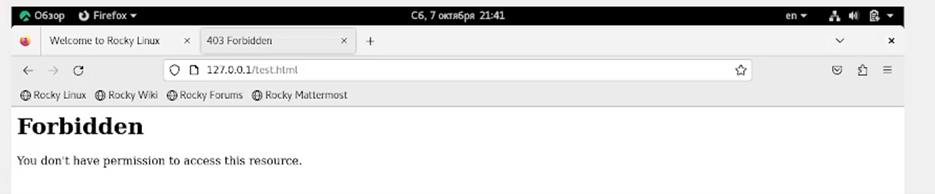 Обзор Firefox Сб, 7 октября 21:41 en
Welcome to Rocky Linux × 403 Forbidden × +
127.0.0.1/test.html
Rocky Linux Rocky Wiki Rocky Forums Rocky Mattermost
Forbidden
You don't have permission to access this resource.